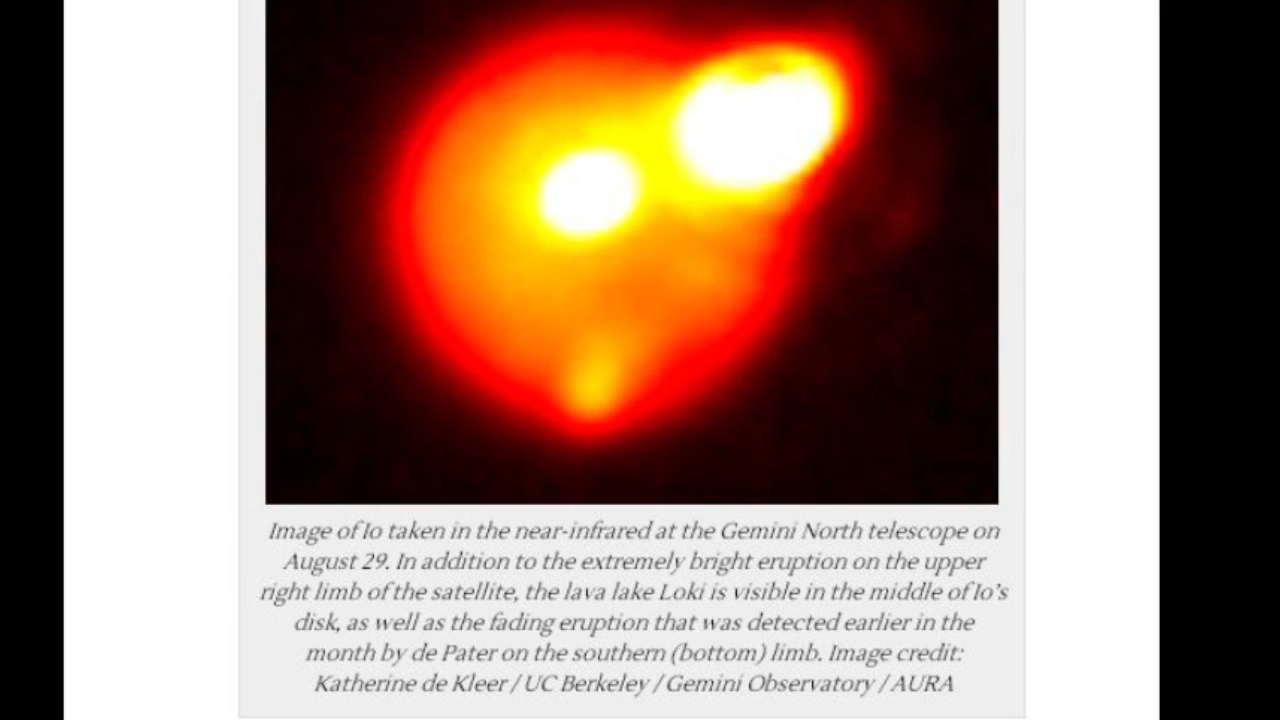 Image of Io taken in the near-infrared at the Gemini North telescope on
August 29. In addition to the extremely bright eruption on the upper
right limb of the satellite, the lava lake Loki is visible in the middle of Io's
disk, as well as the fading eruption that was detected earlier in the
month by de Pater on the southern (bottom) limb. Image credit:
Katherine de Kleer / UC Berkeley / Gemini Observatory / AURA